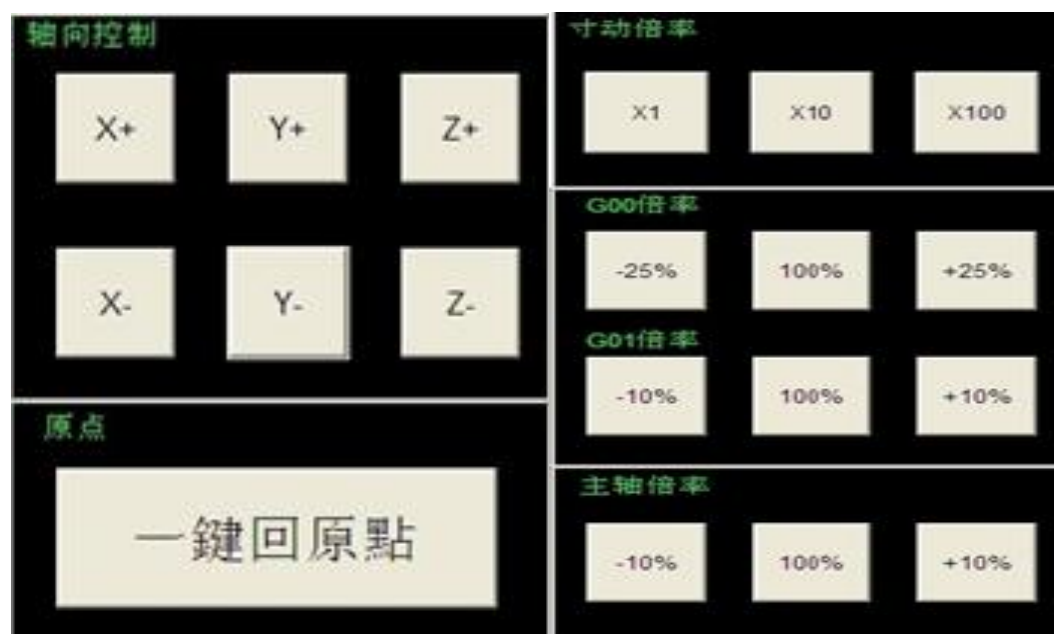 轴向控制
X+ Y+ Z+
X- Y- Z-
原点
一鍵回原點
寸动倍率
X1 X10 X100
G00倍率
-25% 100% +25%
G01倍率
-10% 100% +10%
主轴倍率
-10% 100% +10%